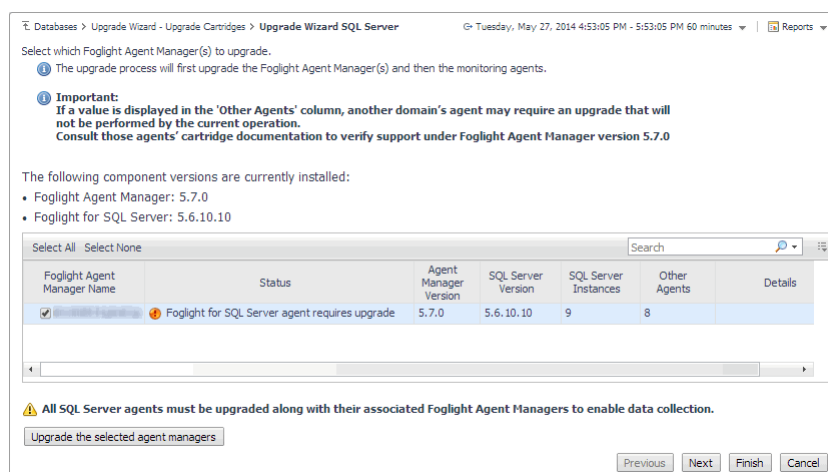 Databases > Upgrade Wizard - Upgrade Cartridges > Upgrade Wizard SQL Server
Tuesday, May 27, 2014 4:53:05 PM - 5:53:05 PM 60 minutes
Reports
Select which Foglight Agent Manager(s) to upgrade.
The upgrade process will first upgrade the Foglight Agent Manager(s) and then the monitoring agents.
Important:
If a value is displayed in the 'Other Agents' column, another domain's agent may require an upgrade that will
not be performed by the current operation.
Consult those agents' cartridge documentation to verify support under Foglight Agent Manager version 5.7.0
The following component versions are currently installed:
• Foglight Agent Manager: 5.7.0
• Foglight for SQL Server: 5.6.10.10
Select All Select None
Search
Foglight Agent
Manager Name
Status
Agent
Manager
Version
SQL Server
Version
SQL Server
Instances
Other
Agents
Details
Foglight for SQL Server agent requires upgrade 5.7.0 5.6.10.10 9 8
All SQL Server agents must be upgraded along with their associated Foglight Agent Managers to enable data collection.
Upgrade the selected agent managers
Previous Next Finish Cancel